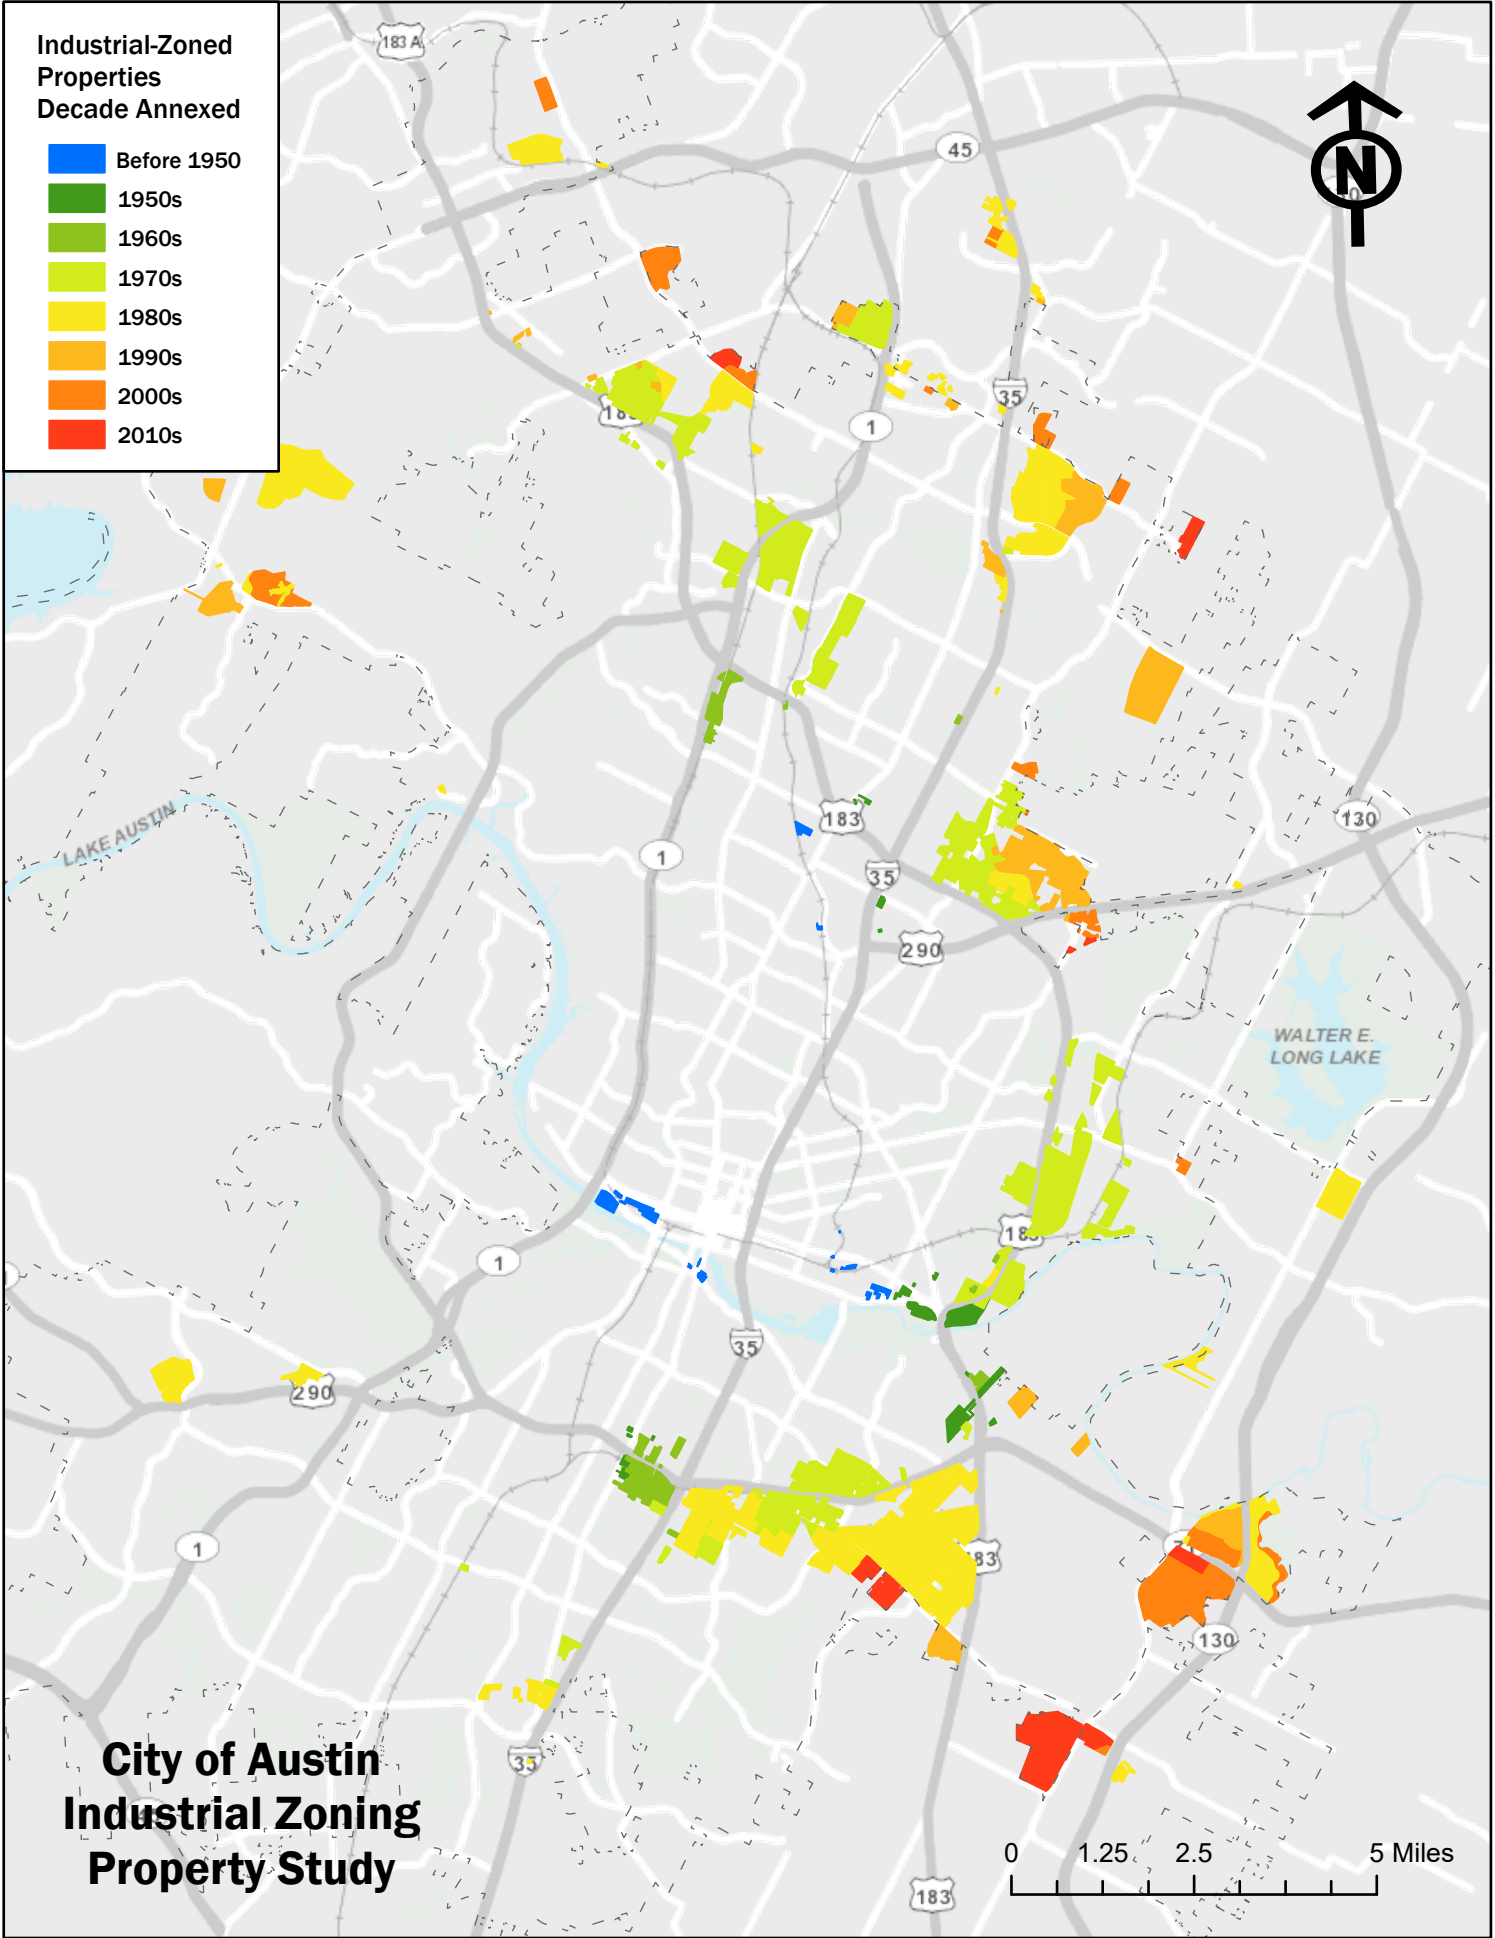 Industrial-Zoned
Properties
Decade Annexed
Before 1950
1950s
1960s
1970s
1980s
1990s
2000s
2010s
183 A
45
N
1
35
183
130
1
35
290
LAKE AUSTIN
WALTER E.
LONG LAKE
1
35
290
1
130
35
183
City of Austin
Industrial Zoning
Property Study
0 1.25 2.5 5 Miles